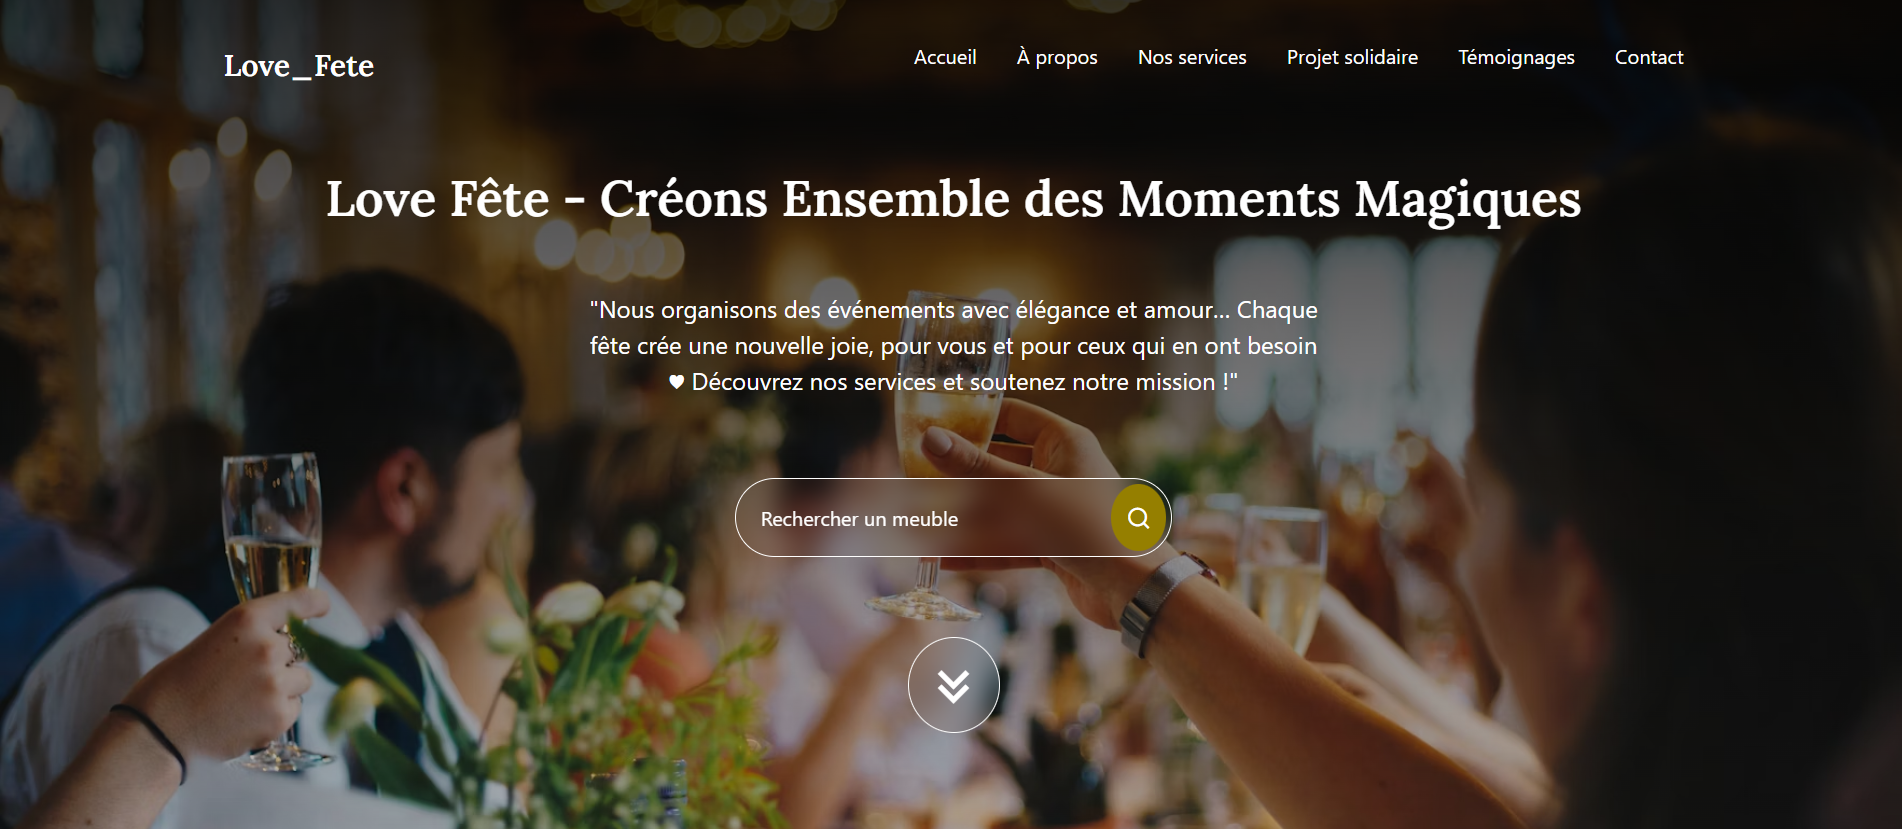 Love_Fete
Accueil À propos Nos services Projet solidaire Témoignages Contact
Love Fête - Créons Ensemble des Moments Magiques
"Nous organisons des événements avec élégance et amour... Chaque
fête crée une nouvelle joie, pour vous et pour ceux qui en ont besoin
♥ Découvrez nos services et soutenez notre mission !"
Rechercher un meuble